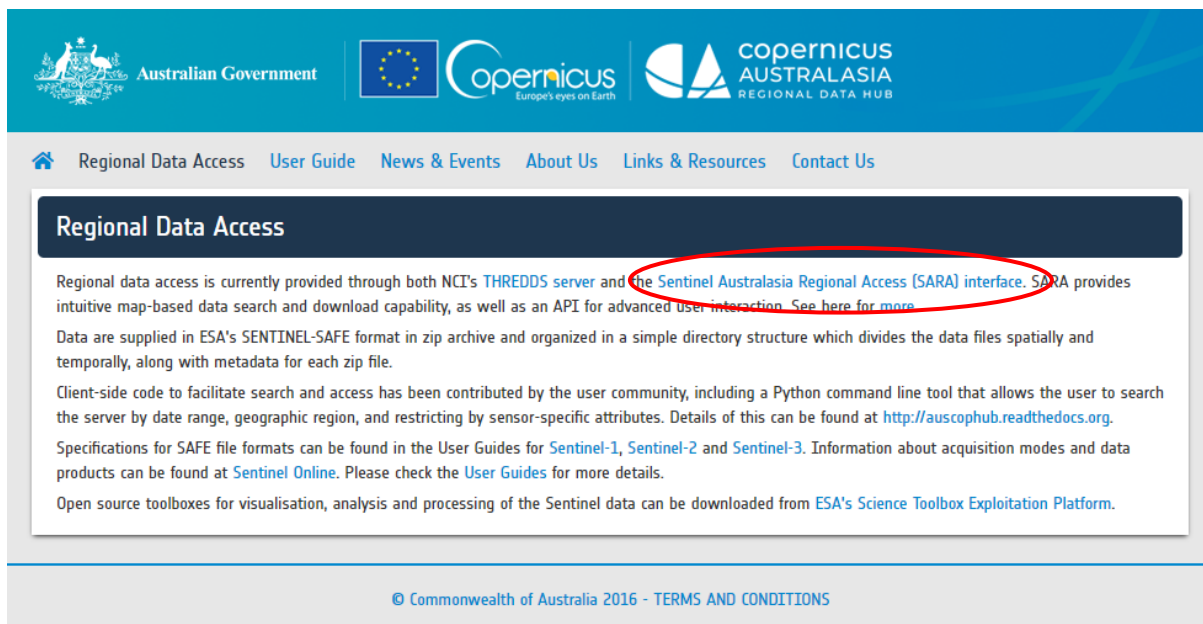 Australian Government
Copernicus
Europe's eyes on Earth
copernicus
AUSTRALASIA
REGIONAL DATA HUB
Regional Data Access User Guide News & Events About Us Links & Resources Contact Us
Regional Data Access
Regional data access is currently provided through both NCI's THREDDS server and the Sentinel Australasia Regional Access (SARA) interface. SARA provides
intuitive map-based data search and download capability, as well as an API for advanced user interaction. See here for more.
Data are supplied in ESA's SENTINEL-SAFE format in zip archive and organized in a simple directory structure which divides the data files spatially and
temporally, along with metadata for each zip file.
Client-side code to facilitate search and access has been contributed by the user community, including a Python command line tool that allows the user to search
the server by date range, geographic region, and restricting by sensor-specific attributes. Details of this can be found at http://auscophub.readthedocs.org.
Specifications for SAFE file formats can be found in the User Guides for Sentinel-1, Sentinel-2 and Sentinel-3. Information about acquisition modes and data
products can be found at Sentinel Online. Please check the User Guides for more details.
Open source toolboxes for visualisation, analysis and processing of the Sentinel data can be downloaded from ESA's Science Toolbox Exploitation Platform.
© Commonwealth of Australia 2016 - TERMS AND CONDITIONS